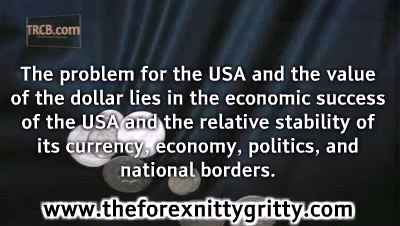 TRCB.com
The problem for the USA and the value
of the dollar lies in the economic success
of the USA and the relative stability of
its currency, economy, politics, and
national borders.
www.theforexnittygritty.com